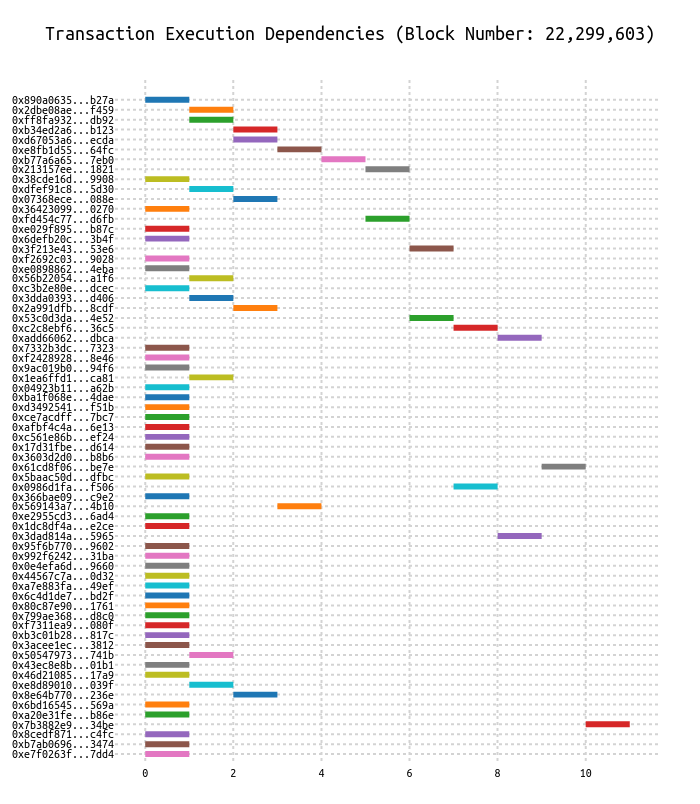 Transaction Execution Dependencies (Block Number: 22,299,603)
0x890a0635...b27a
0x2dbe08ae...f459
0xff8fa932...db92
0xb34ed2a6...b123
0xd67053a6...ecda
0xe8fb1d55...64fc
0xb77a6a65...7eb0
0x213157ee...1821
0x38cde16d...9908
0xdfef91c8...5d30
0x07368ece...088e
0x36423099...0270
0xfd454c77...d6fb
0xe029f895...b87c
0x6defb20c...3b4f
0x3f213e43...53e6
0xf2692c03...9028
0xe0898862...4eba
0x56b22054...a1f6
0xc3b2e80e...dcec
0x3dda0393...d406
0x2a991dfb...8cdf
0x53c0d3da...4e52
0xc2c8ebf6...36c5
0xadd66062...dbca
0x7332b3dc...7323
0xf2428928...8e46
0x9ac019b0...94f6
0x1ea6ffd1...ca81
0x04923b11...a62b
0xba1f068e...4dae
0xd3492541...f51b
0xce7acdff...7bc7
0xafbf4c4a...6e13
0xc561e86b...ef24
0x17d31fbe...d614
0x3603d2d0...b8b6
0x61cd8f06...be7e
0x5baac50d...dfbc
0x0986d1fa...f506
0x366bae09...c9e2
0x569143a7...4b10
0xe2955cd3...6ad4
0x1dc8df4a...e2ce
0x3dad814a...5965
0x95f6b770...9602
0x992f6242...31ba
0x0e4efa6d...9660
0x44567c7a...0d32
0xa7e883fa...49ef
0x6c4d1de7...bd2f
0x80c87e90...1761
0x799ae368...d8c0
0xf7311ea9...080f
0xb3c01b28...817c
0x3acee1ec...3812
0x50547973...741b
0x43ec8e8b...01b1
0x46d21085...17a9
0xe8d89010...039f
0x8e64b770...236e
0x6bd16545...569a
0xa20e31fe...b86e
0x7b3882e9...34be
0x8cedf871...c4fc
0xb7ab0696...3474
0xe7f0263f...7dd4
0 2 4 6 8 10